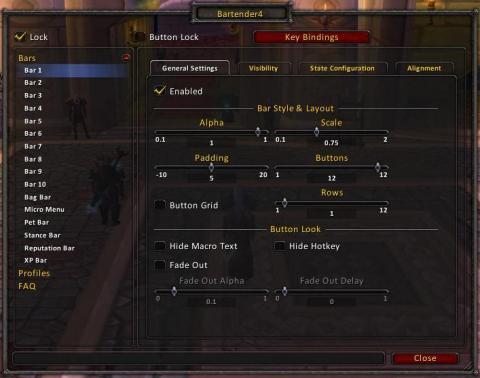 Bartender4
Lock
Button Lock
Key Bindings
Bars
Bar 1
Bar 2
Bar 3
Bar 4
Bar 5
Bar 6
Bar 7
Bar 8
Bar 9
Bar 10
Bag Bar
Micro Menu
Pet Bar
Stance Bar
Reputation Bar
XP Bar
Profiles
FAQ
General Settings
Visibility
State Configuration
Alignment
Enabled
Bar Style & Layout
Alpha
Scale
0.1 1 1
0.1 0.75 2
Padding
Buttons
-10 5 20
1 12 12
Button Grid
Rows
1 1 12
Button Look
Hide Macro Text
Hide Hotkey
Fade Out
Fade Out Alpha
Fade Out Delay
0 0.1 1
0 0 1
Close